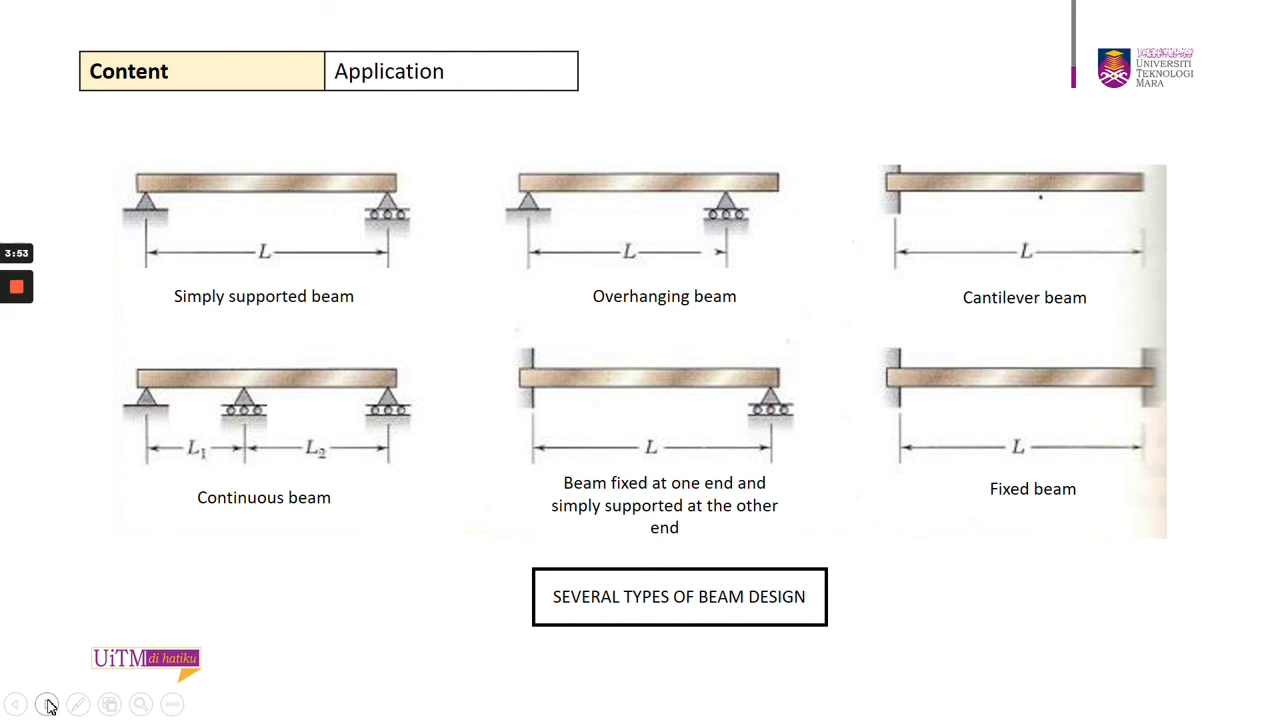 Content
Application
UNIVERSITI
TEKNOLOGI
MARA
L
L
L
Simply supported beam
Overhanging beam
Cantilever beam
3:53
L₁
L₂
L
L
Continuous beam
Beam fixed at one end and
simply supported at the other
end
Fixed beam
SEVERAL TYPES OF BEAM DESIGN
UiTM di hatiku